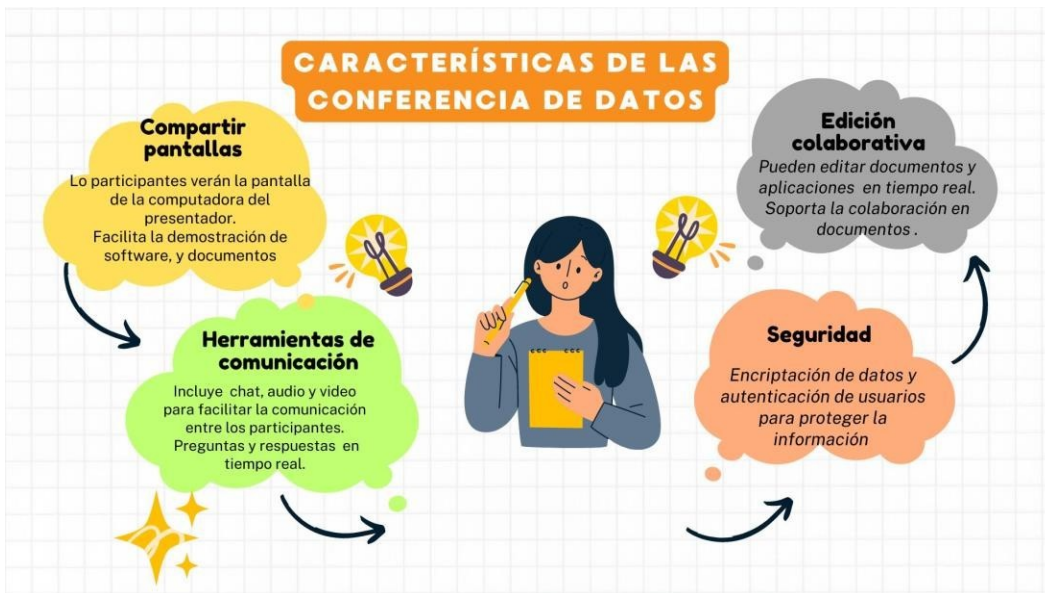 CARACTERÍSTICAS DE LAS
CONFERENCIA DE DATOS
Compartir
pantallas
Lo participantes verán la pantalla
de la computadora del
presentador.
Facilita la demostración de
software, y documentos
Herramientas de
comunicación
Incluye chat, audio y video
para facilitar la comunicación
entre los participantes.
Preguntas y respuestas en
tiempo real.
Seguridad
Encriptación de datos y
autenticación de usuarios
para proteger la
información
Edición
colaborativa
Pueden editar documentos y
aplicaciones en tiempo real.
Soporta la colaboración en
documentos .